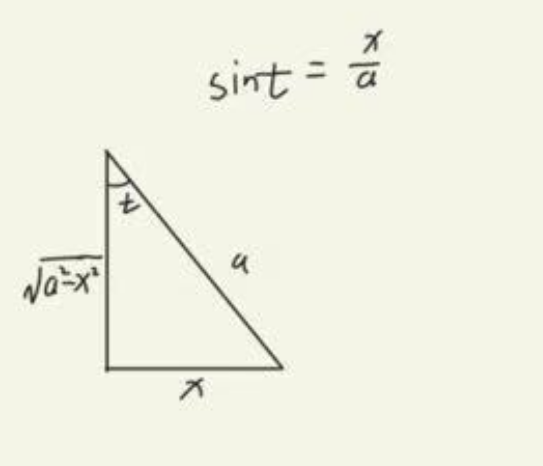 sint = x/a
t
√a²-x²
a
x